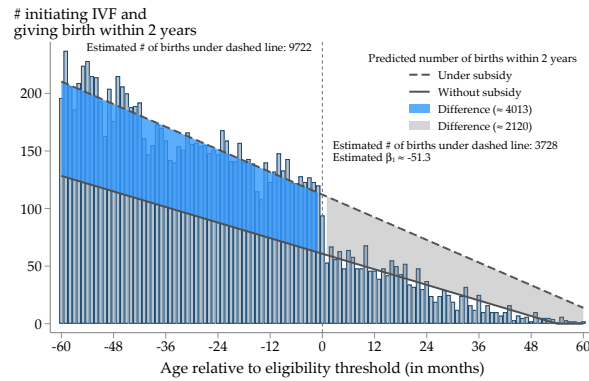 # initiating IVF and
giving birth within 2 years
Estimated # of births under dashed line: 9722
Predicted number of births within 2 years
Under subsidy
Without subsidy
Difference (≈ 4013)
Difference (≈ 2120)
Estimated # of births under dashed line: 3728
Estimated β₁ ≈ -51.3
200
150
100
50
0
-60 -48 -36 -24 -12 0 12 24 36 48 60
Age relative to eligibility threshold (in months)